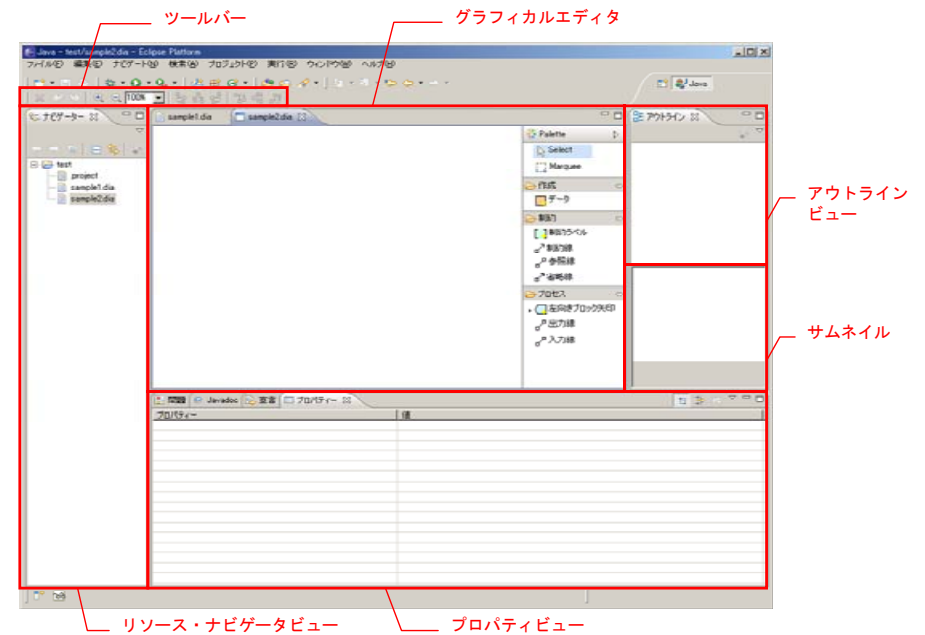 ツールバー
グラフィカルエディタ
Java - test/sample2.dia - Eclipse Platform
ファイル(F) 編集(E) ナビゲート(N) 検索(A) プロジェクト(P) 実行(R) ウィンドウ(W) ヘルプ(H)
Java
100%
ナビゲーター
sample1.dia
sample2.dia
アウトライン
Palette
Select
Marquee
作成
データ
制約
制約ラベル
制約線
参照線
省略線
プロセス
左向きブロック矢印
出力線
入力線
test
project
sample1.dia
sample2.dia
アウトライン
ビュー
サムネイル
問題 Javadoc 宣言 プロパティー
プロパティー 値
リソース・ナビゲータビュー
プロパティビュー